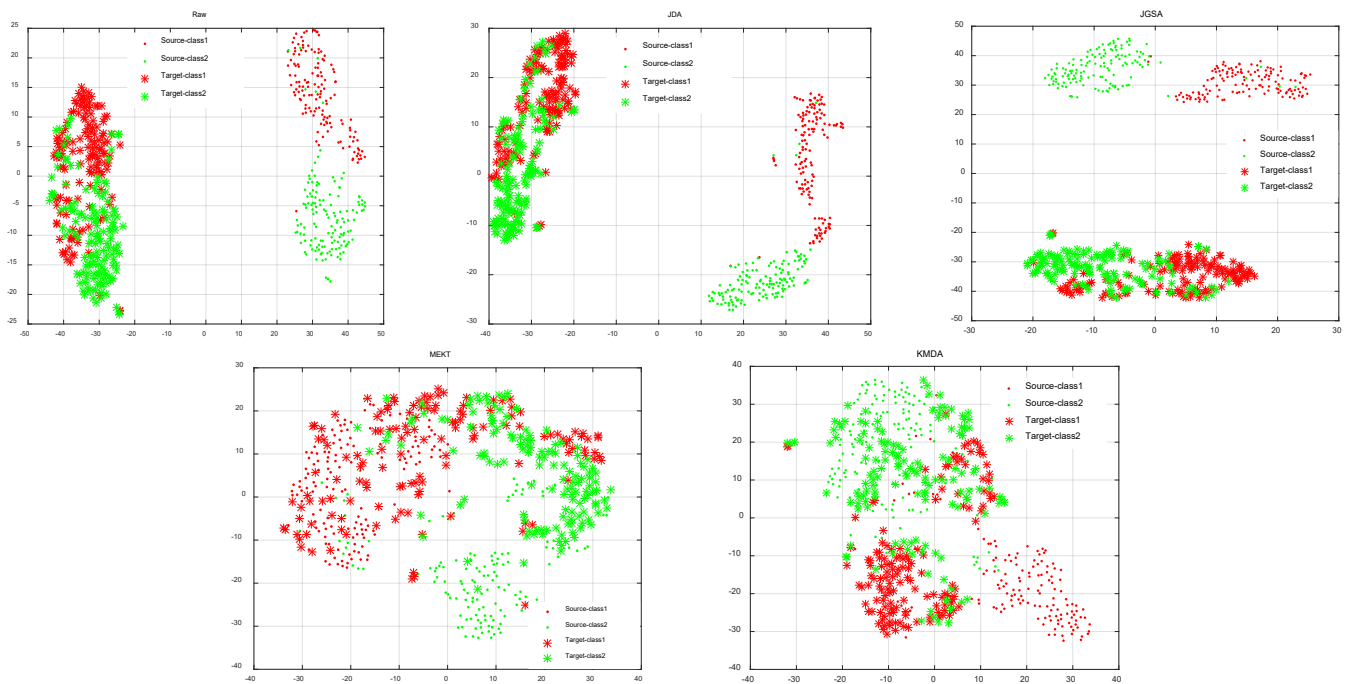 Raw
25
20
15
10
5
0
-5
-10
-15
-20
25
-50 -40 -30 -20 -10 0 10 20 30 40 50
Source-class1
Source-class2
Target-class1
Target-class2
JDA
30
20
10
0
-10
-20
30
-50 -40 -30 -20 -10 0 10 20 30 40 50
Source-class1
Source-class2
Target-class1
Target-class2
JGSA
50
40
30
20
10
0
-10
-20
-30
-40
-50
-30 -20 -10 0 10 20 30
Source-class1
Source-class2
Target-class1
Target-class2
MEKT
30
20
10
0
-10
-20
-30
-40
-40 -30 -20 -10 0 10 20 30 40
Source-class1
Source-class2
Target-class1
Target-class2
KMDA
40
30
20
10
0
-10
-20
-30
-40
-40 -30 -20 -10 0 10 20 30 40
Source-class1
Source-class2
Target-class1
Target-class2